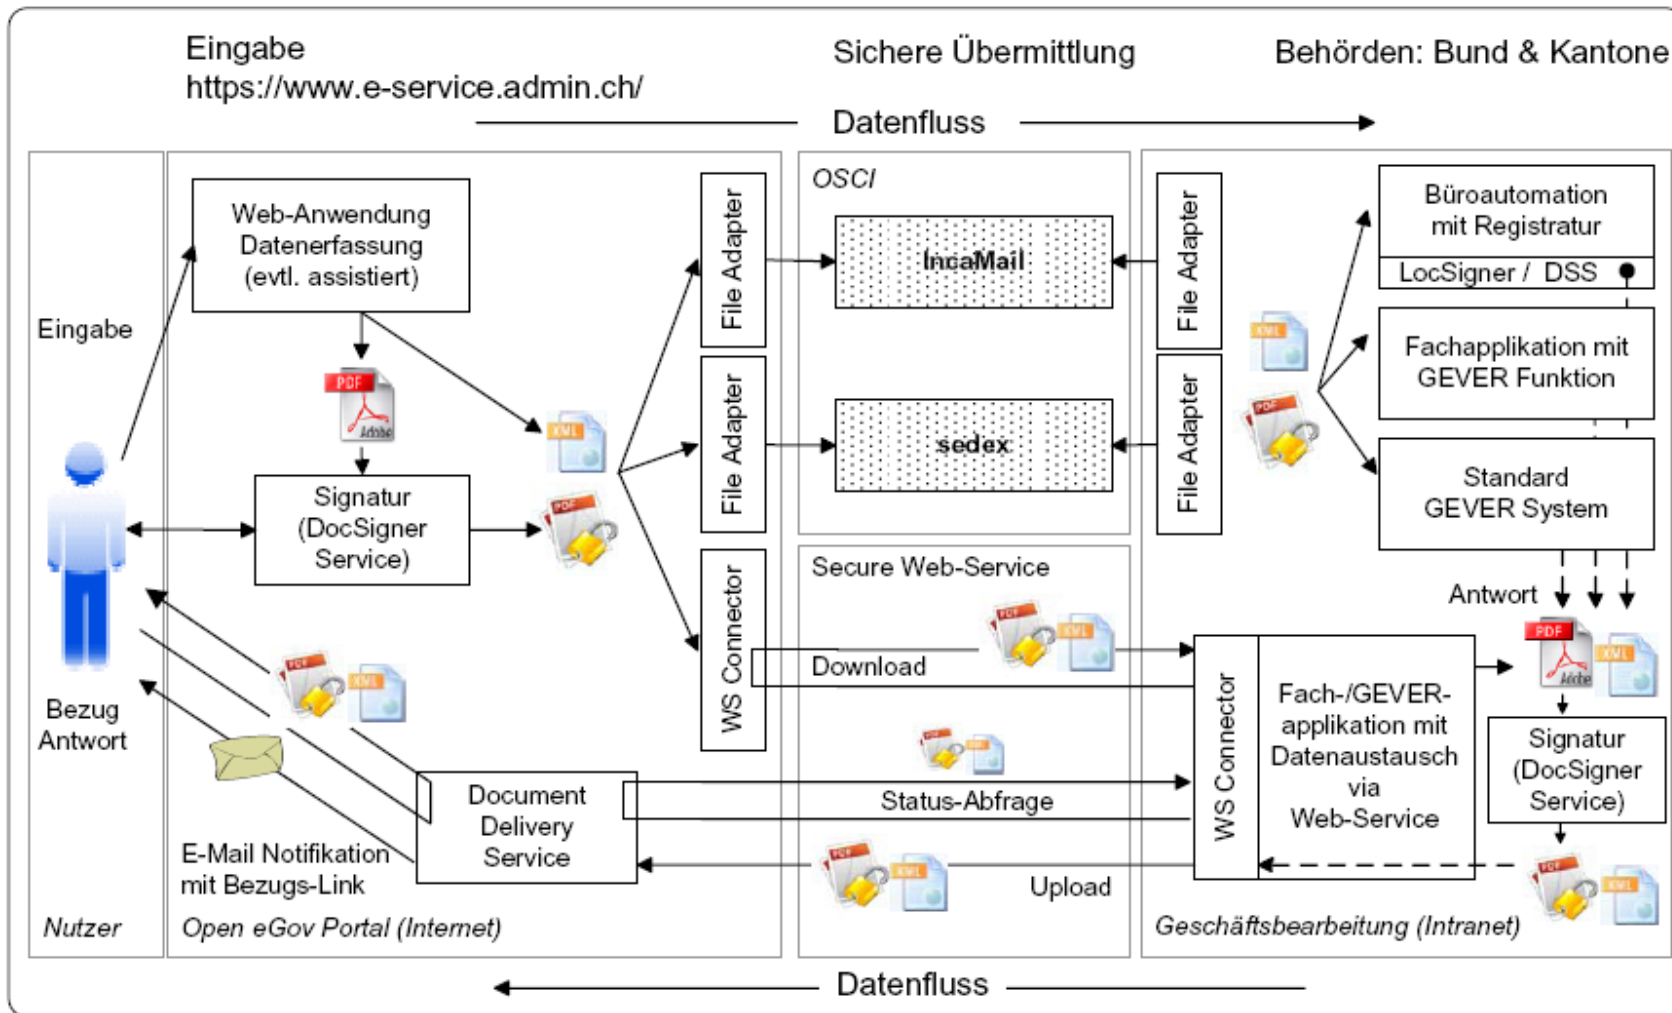 Eingabe
https://www.e-service.admin.ch/
Sichere Übermittlung
Behörden: Bund & Kantone
Datenfluss
Eingabe
Bezug
Antwort
Nutzer
Web-Anwendung
Datenerfassung
(evtl. assistiert)
PDF
Adobe
XML
Signatur
(DocSigner
Service)
PDF
File Adapter
File Adapter
WS Connector
PDF
XML
Document
Delivery
Service
E-Mail Notifikation
mit Bezugs-Link
Open eGov Portal (Internet)
OSCI
IncaMail
sedex
Secure Web-Service
PDF
XML
Download
PDF
XML
Status-Abfrage
PDF
XML
Upload
File Adapter
File Adapter
XML
PDF
Büroautomation
mit Registratur
LocSigner / DSS
Fachapplikation mit
GEVER Funktion
Standard
GEVER System
Antwort
PDF
Adobe
XML
WS Connector
Fach-/GEVER-
applikation mit
Datenaustausch
via
Web-Service
Signatur
(DocSigner
Service)
PDF
XML
Geschäftsbearbeitung (Intranet)
Datenfluss